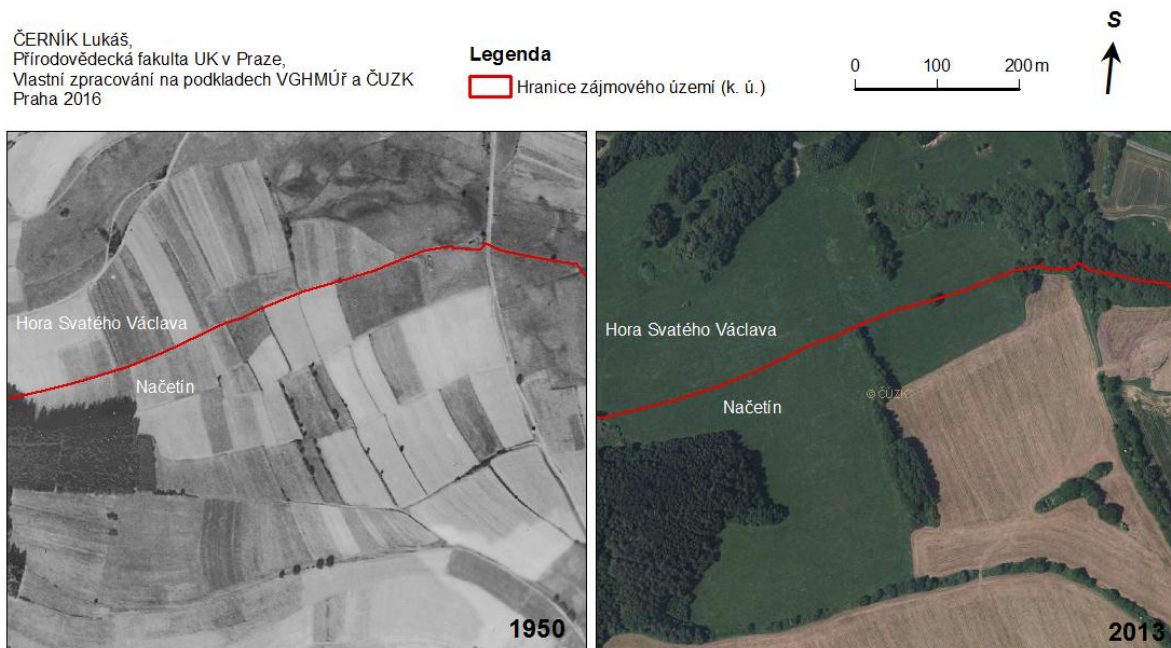 ČERNÍK Lukáš,
Přírodovědecká fakulta UK v Praze,
Vlastní zpracování na podkladech VGHMÚř a ČUZK
Praha 2016
Legenda
Hranice zájmového území (k. ú.)
0 100 200 m
S
Hora Svatého Václava
Načetín
1950
Hora Svatého Václava
Načetín
© ČÚZK
2013